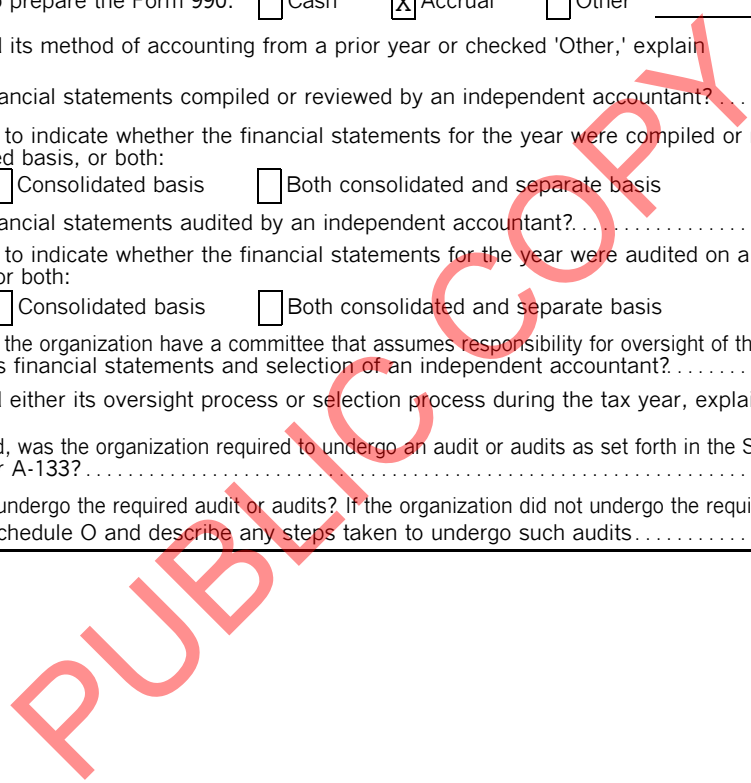 o prepare the Form 990: Cash X Accrual Other
its method of accounting from a prior year or checked 'Other,' explain
ancial statements compiled or reviewed by an independent accountant? . . .
to indicate whether the financial statements for the year were compiled or
ed basis, or both:
Consolidated basis Both consolidated and separate basis
ancial statements audited by an independent accountant?. . . . . . . . . . . . . . . . . .
to indicate whether the financial statements for the year were audited on a
or both:
Consolidated basis Both consolidated and separate basis
the organization have a committee that assumes responsibility for oversight of th
s financial statements and selection of an independent accountant?. . . . . . . .
either its oversight process or selection process during the tax year, explai
d, was the organization required to undergo an audit or audits as set forth in the S
r A-133? . . . . . . . . . . . . . . . . . . . . . . . . . . . . . . . . . . . . . . . . . . . . . . . . . . . . . . . . . . . . . .
undergo the required audit or audits? If the organization did not undergo the requi
chedule O and describe any steps taken to undergo such audits. . . . . . . . . . .
PUBLIC COPY